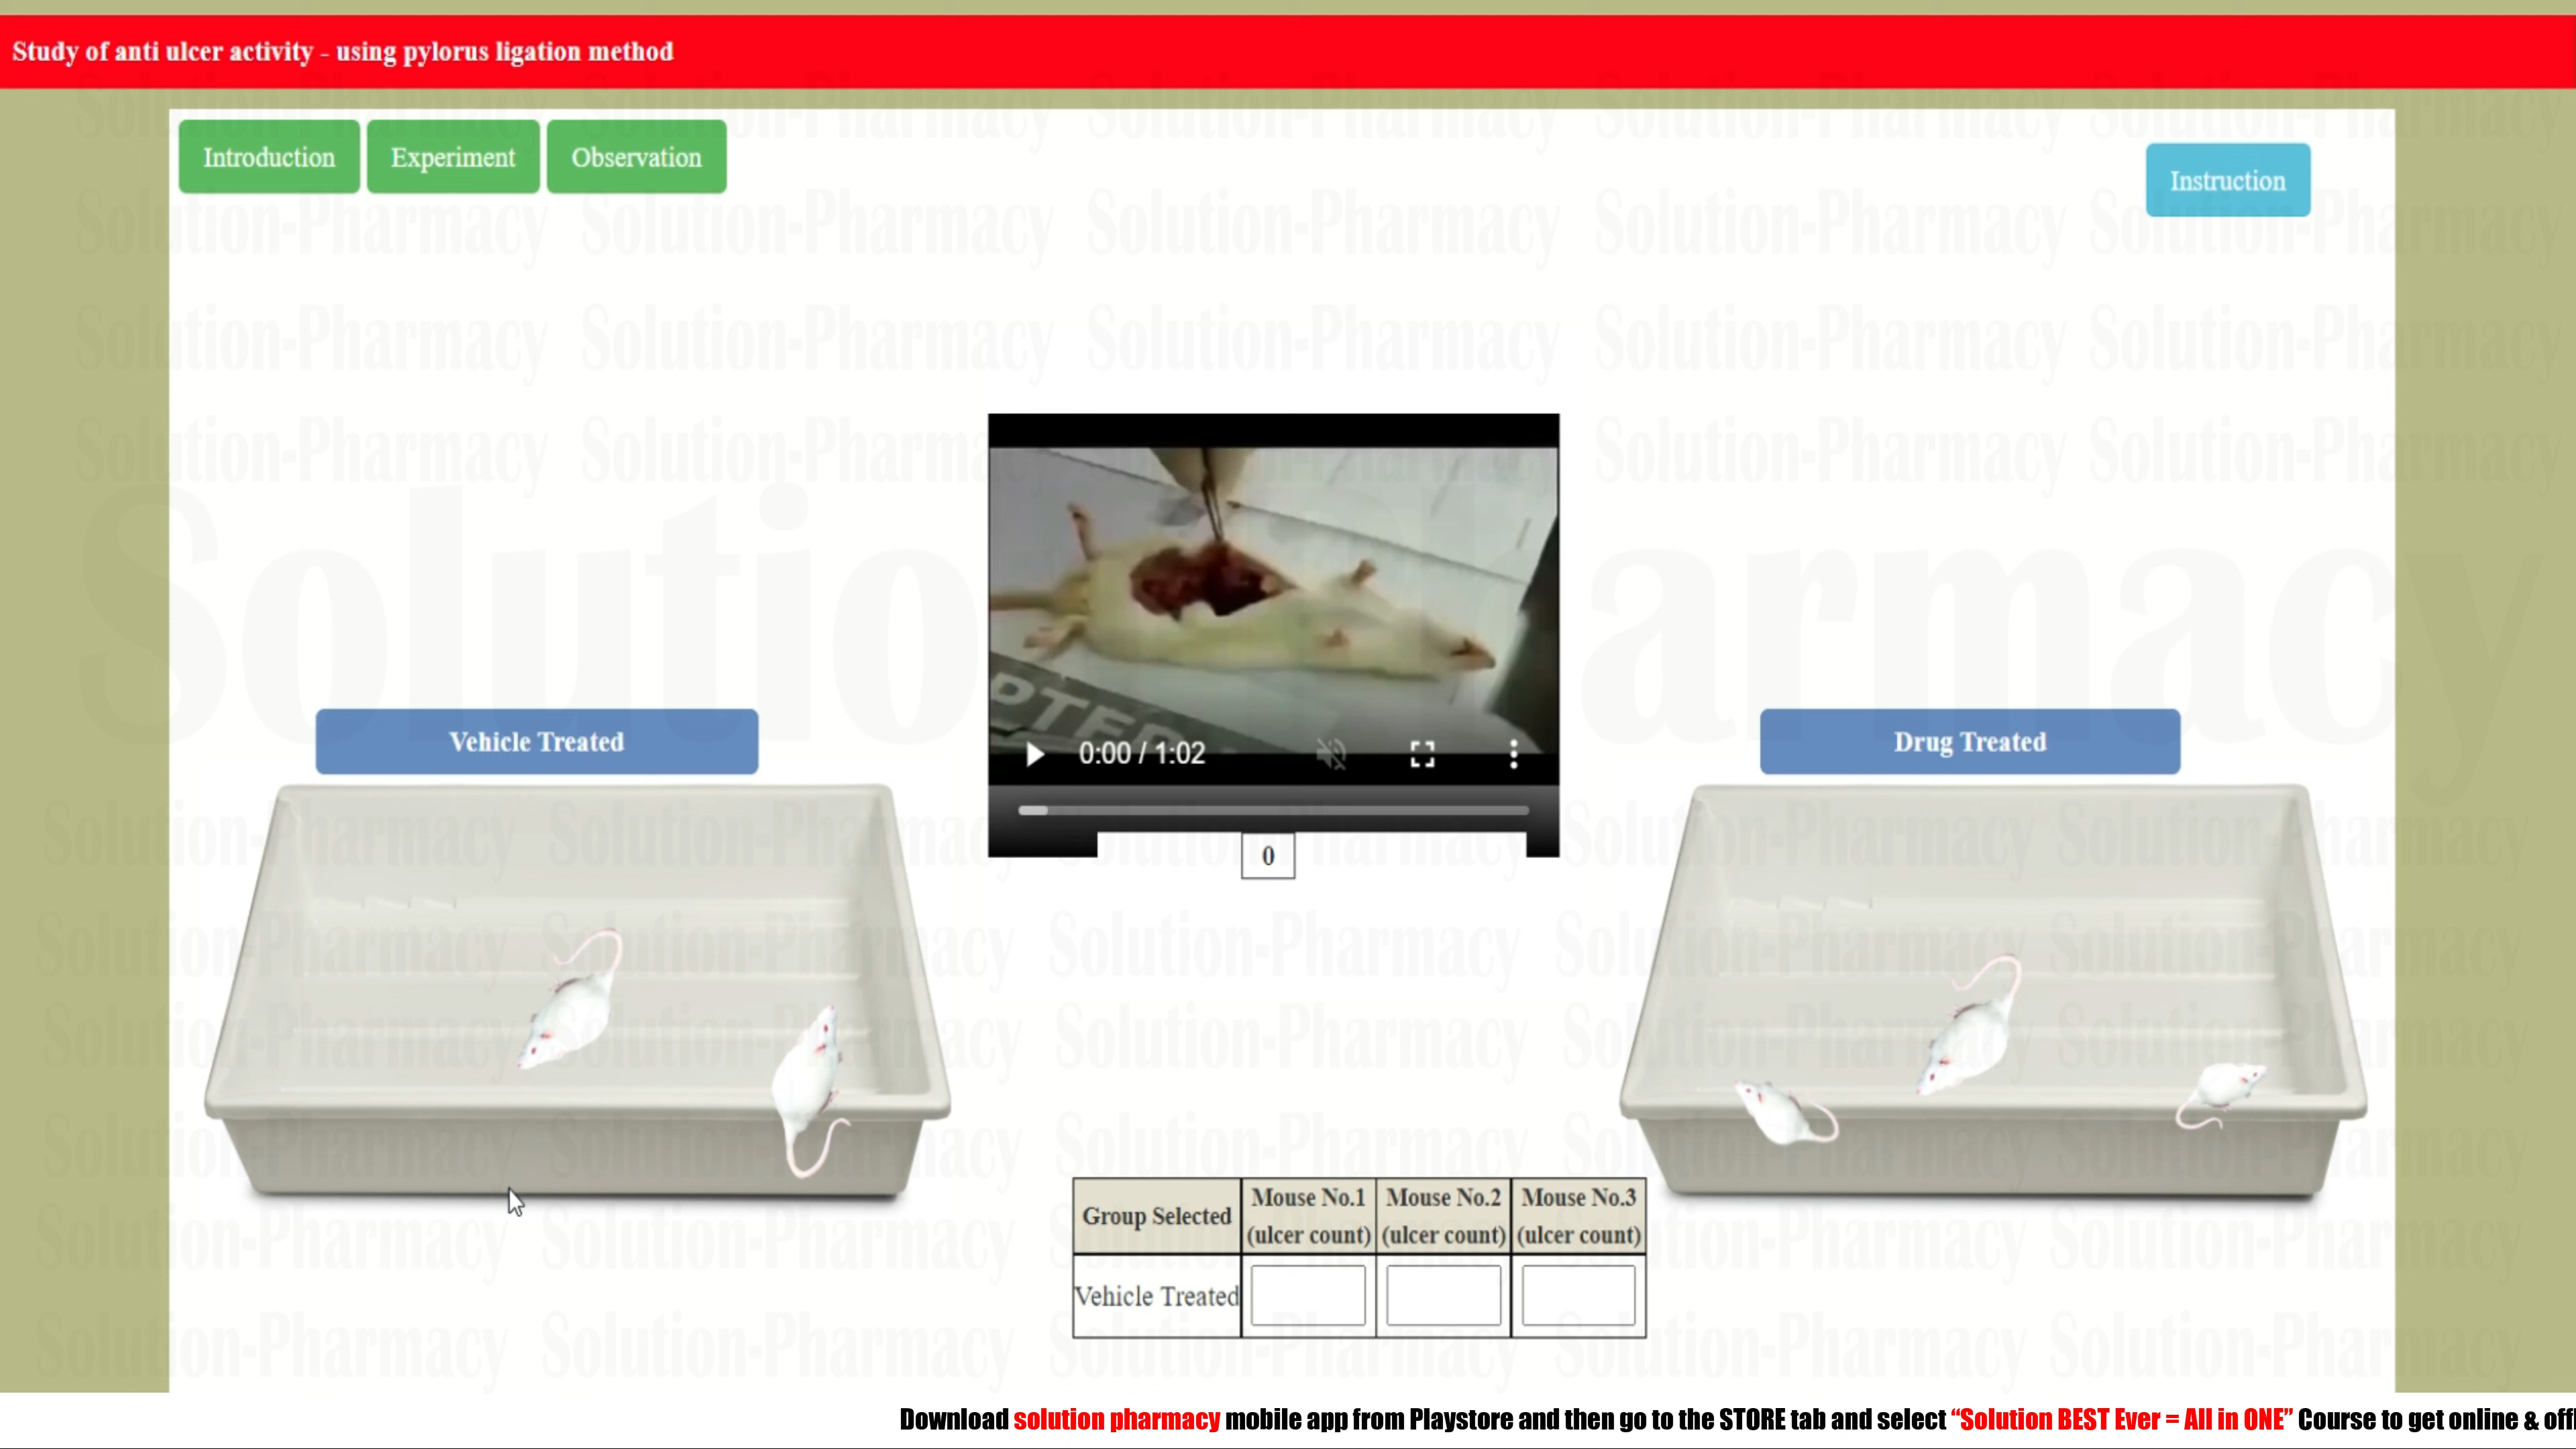 Study of anti ulcer activity - using pylorus ligation method
Introduction
Experiment
Observation
Instruction
Vehicle Treated
0:00 / 1:02
0
Drug Treated
Group Selected
Mouse No.1
(ulcer count)
Mouse No.2
(ulcer count)
Mouse No.3
(ulcer count)
Vehicle Treated
Solution-Pharmacy
Download solution pharmacy mobile app from Playstore and then go to the STORE tab and select “Solution BEST Ever = All in ONE” Course to get online &